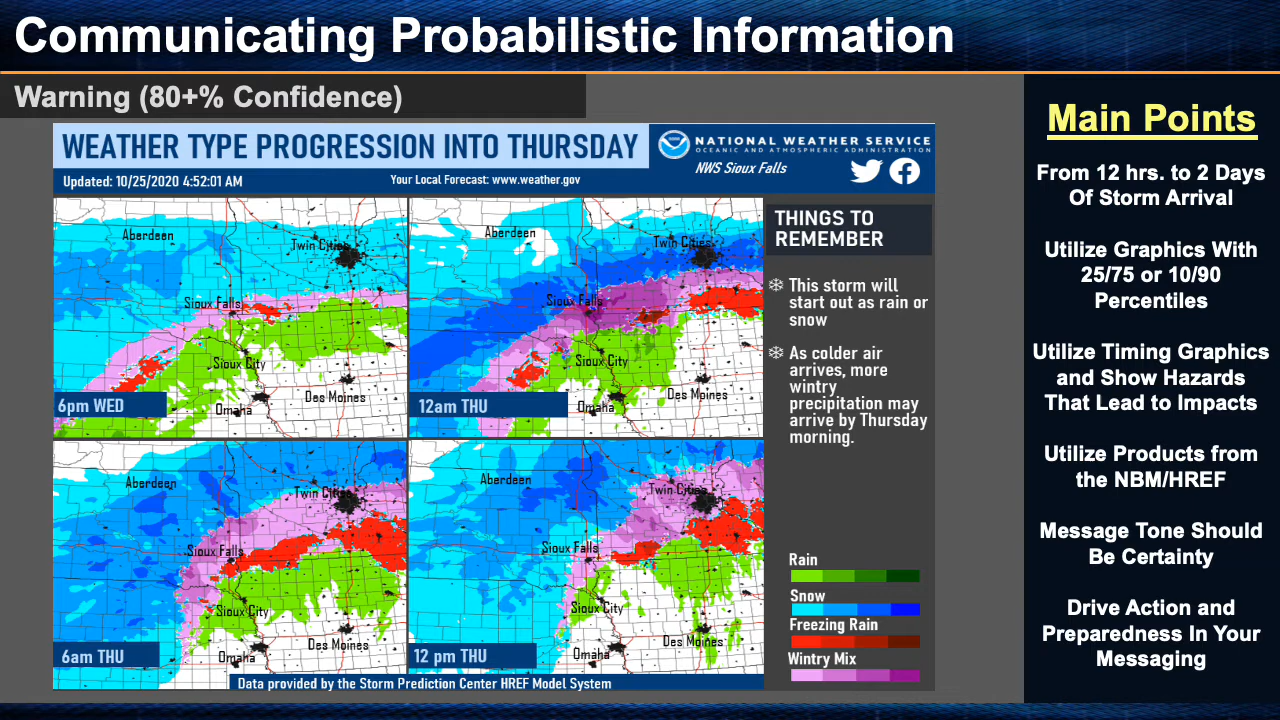 Communicating Probabilistic Information
Warning (80+% Confidence)
WEATHER TYPE PROGRESSION INTO THURSDAY
NATIONAL WEATHER SERVICE
OCEANIC AND ATMOSPHERIC ADMINISTRATION
NWS Sioux Falls
Updated: 10/25/2020 4:52:01 AM
Your Local Forecast: www.weather.gov
Aberdeen
Twin Cities
Sioux Falls
Sioux City
Des Moines
Omaha
6pm WED
Aberdeen
Twin Cities
Sioux Falls
Sioux City
Des Moines
Omaha
12am THU
Aberdeen
Twin Cities
Sioux Falls
Sioux City
Des Moines
Omaha
6am THU
Aberdeen
Twin Cities
Sioux Falls
Sioux City
Des Moines
Omaha
12 pm THU
Data provided by the Storm Prediction Center HREF Model System
THINGS TO
REMEMBER
This storm will
start out as rain or
snow
As colder air
arrives, more
wintry
precipitation may
arrive by Thursday
morning.
Rain
Snow
Freezing Rain
Wintry Mix
Main Points
From 12 hrs. to 2 Days
Of Storm Arrival
Utilize Graphics With
25/75 or 10/90
Percentiles
Utilize Timing Graphics
and Show Hazards
That Lead to Impacts
Utilize Products from
the NBM/HREF
Message Tone Should
Be Certainty
Drive Action and
Preparedness In Your
Messaging